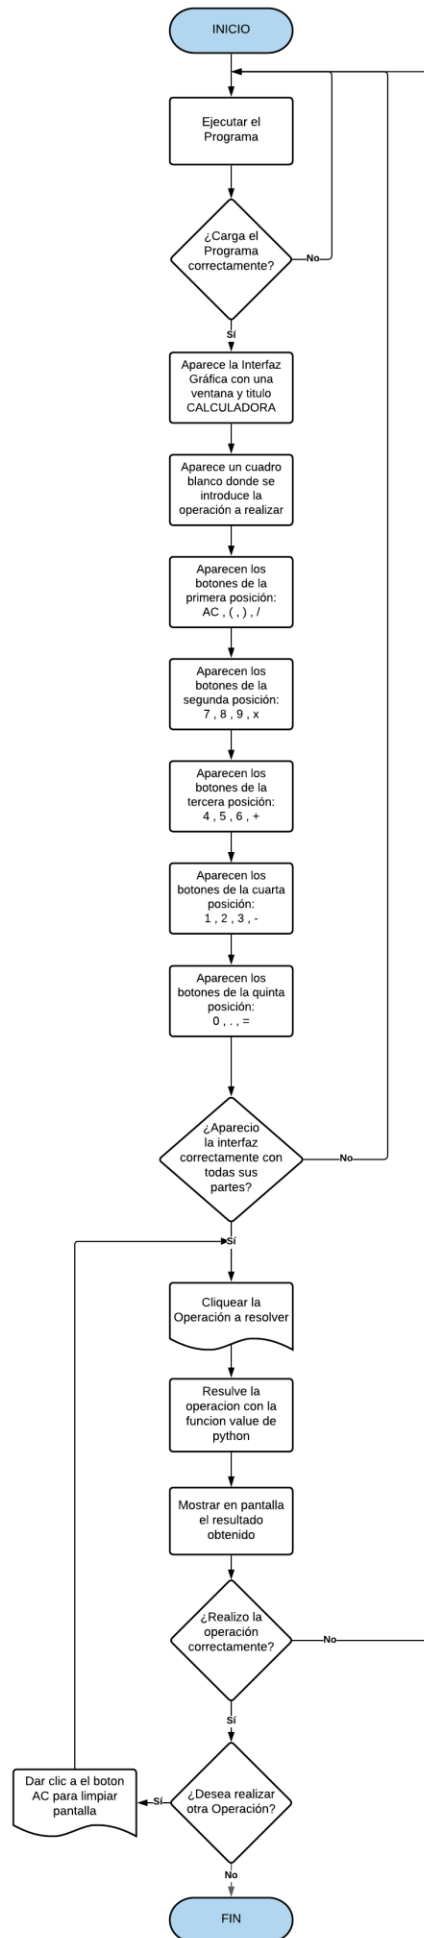 INICIO
Ejecutar el
Programa
¿Carga el
Programa
correctamente?
No
Sí
Aparece la Interfaz
Gráfica con una
ventana y titulo
CALCULADORA
Aparece un cuadro
blanco donde se
introduce la
operación a realizar
Aparecen los
botones de la
primera posición:
AC , ( , ) , /
Aparecen los
botones de la
segunda posición:
7 , 8 , 9 , x
Aparecen los
botones de la
tercera posición:
4 , 5 , 6 , +
Aparecen los
botones de la cuarta
posición:
1 , 2 , 3 , -
Aparecen los
botones de la quinta
posición:
0 , . , =
¿Aparecio
la interfaz
correctamente con
todas sus
partes?
No
Sí
Cliquear la
Operación a resolver
Resulve la
operacion con la
funcion value de
python
Mostrar en pantalla
el resultado
obtenido
¿Realizo la
operación
correctamente?
No
Sí
¿Desea realizar
otra Operación?
Sí
Dar clic a el boton
AC para limpiar
pantalla
No
FIN